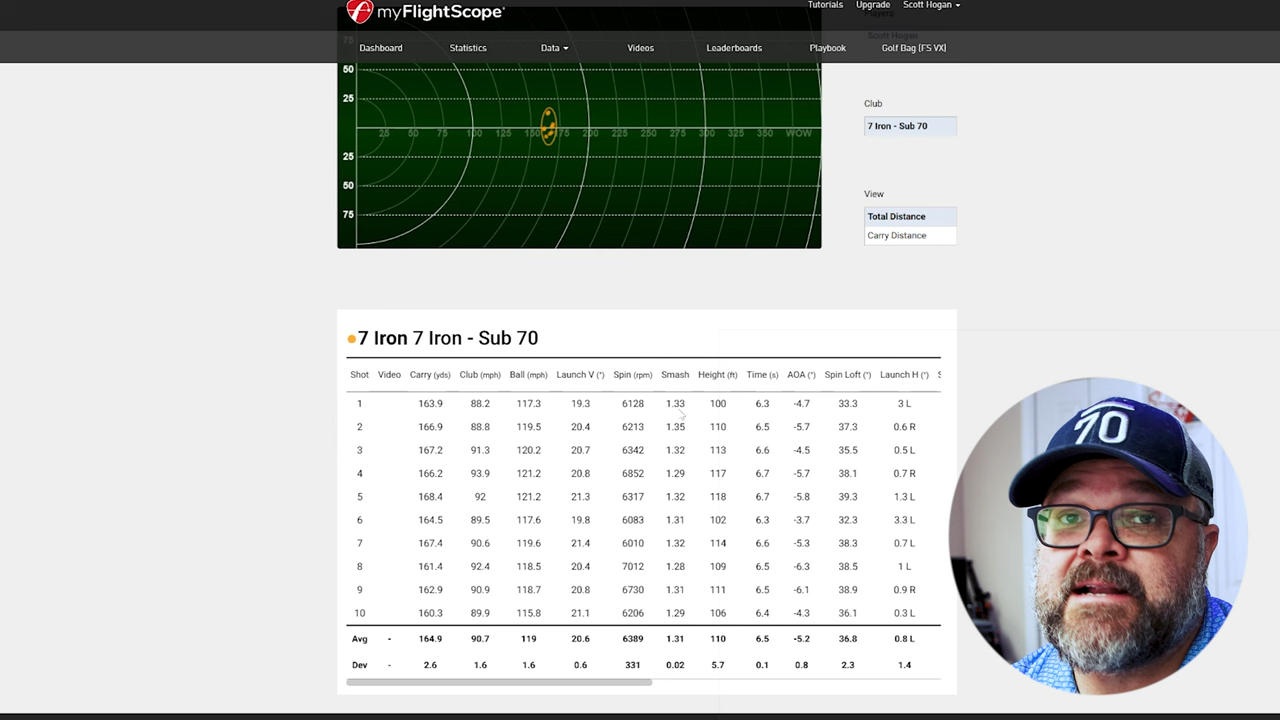 myFlightScope
Tutorials Upgrade Scott Hogan
Players
Scott Hogan
Dashboard Statistics Data Videos Leaderboards Playbook Golf Bag (FS VX)
75
50
25
25 50 75 100 125 150 175 200 225 250 275 300 325 350 WOW
25
50
75
Club
7 Iron - Sub 70
View
Total Distance
Carry Distance
7 Iron 7 Iron - Sub 70
Shot Video Carry (yds) Club (mph) Ball (mph) Launch V (°) Spin (rpm) Smash Height (ft) Time (s) AOA (°) Spin Loft (°) Launch H (°) S
1 163.9 88.2 117.3 19.3 6128 1.33 100 6.3 -4.7 33.3 3 L
2 166.9 88.8 119.5 20.4 6213 1.35 110 6.5 -5.7 37.3 0.6 R
3 167.2 91.3 120.2 20.7 6342 1.32 113 6.6 -4.5 35.5 0.5 L
4 166.2 93.9 121.2 20.8 6852 1.29 117 6.7 -5.7 38.1 0.7 R
5 168.4 92 121.2 21.3 6317 1.32 118 6.7 -5.8 39.3 1.3 L
6 164.5 89.5 117.6 19.8 6083 1.31 102 6.3 -3.7 32.3 3.3 L
7 167.4 90.6 119.6 21.4 6010 1.32 114 6.6 -5.3 38.3 0.7 L
8 161.4 92.4 118.5 20.4 7012 1.28 109 6.5 -6.3 38.5 1 L
9 162.9 90.9 118.7 20.8 6730 1.31 111 6.5 -6.1 38.9 0.9 R
10 160.3 89.9 115.8 21.1 6206 1.29 106 6.4 -4.3 36.1 0.3 L
Avg - 164.9 90.7 119 20.6 6389 1.31 110 6.5 -5.2 36.8 0.8 L
Dev - 2.6 1.6 1.6 0.6 331 0.02 5.7 0.1 0.8 2.3 1.4
70